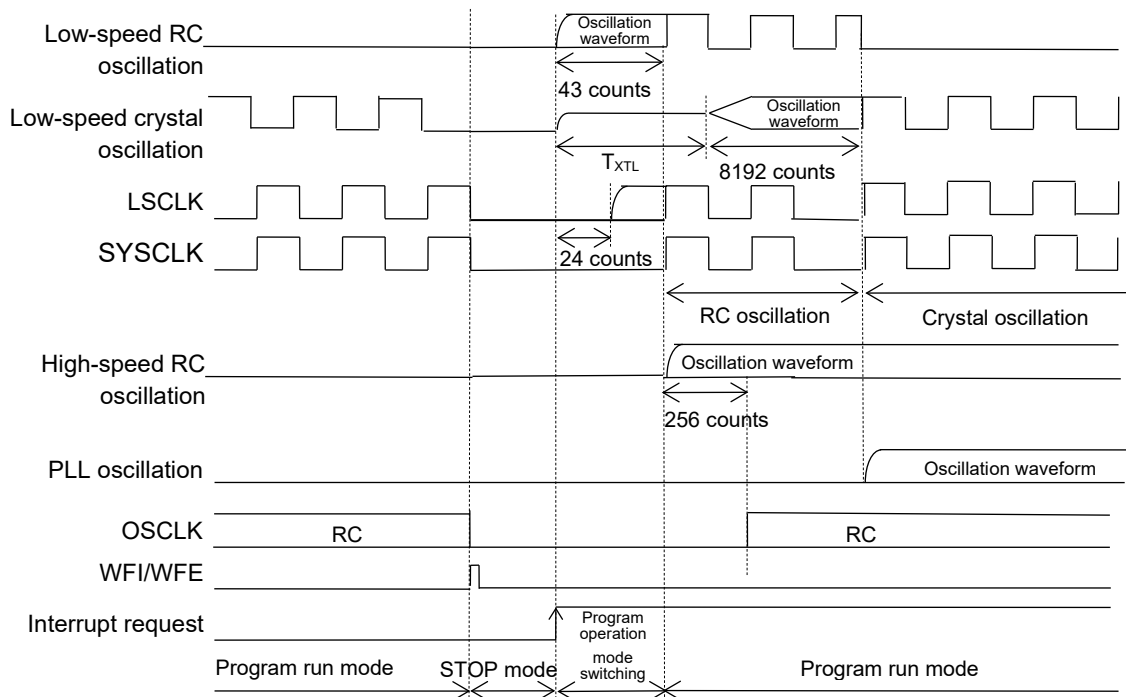 Low-speed RC
oscillation
Oscillation
waveform
43 counts
Low-speed crystal
oscillation
Oscillation
waveform
TXTL
8192 counts
LSCLK
SYSCLK
24 counts
RC oscillation
Crystal oscillation
High-speed RC
oscillation
Oscillation waveform
256 counts
PLL oscillation
Oscillation waveform
OSCLK
RC
RC
WFI/WFE
Interrupt request
Program
operation
mode
switching
Program run mode
STOP mode
Program run mode